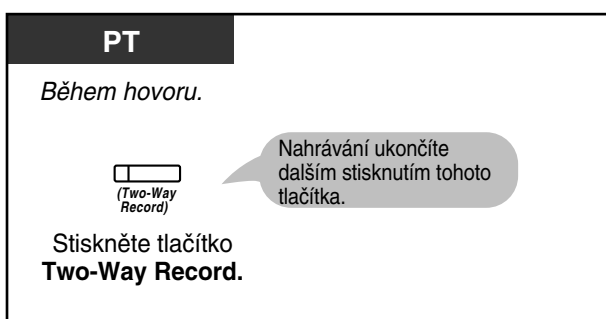 PT
Během hovoru.
Nahrávání ukončíte
dalším stisknutím tohoto
tlačítka.
(Two-Way
Record)
Stiskněte tlačítko
Two-Way Record.